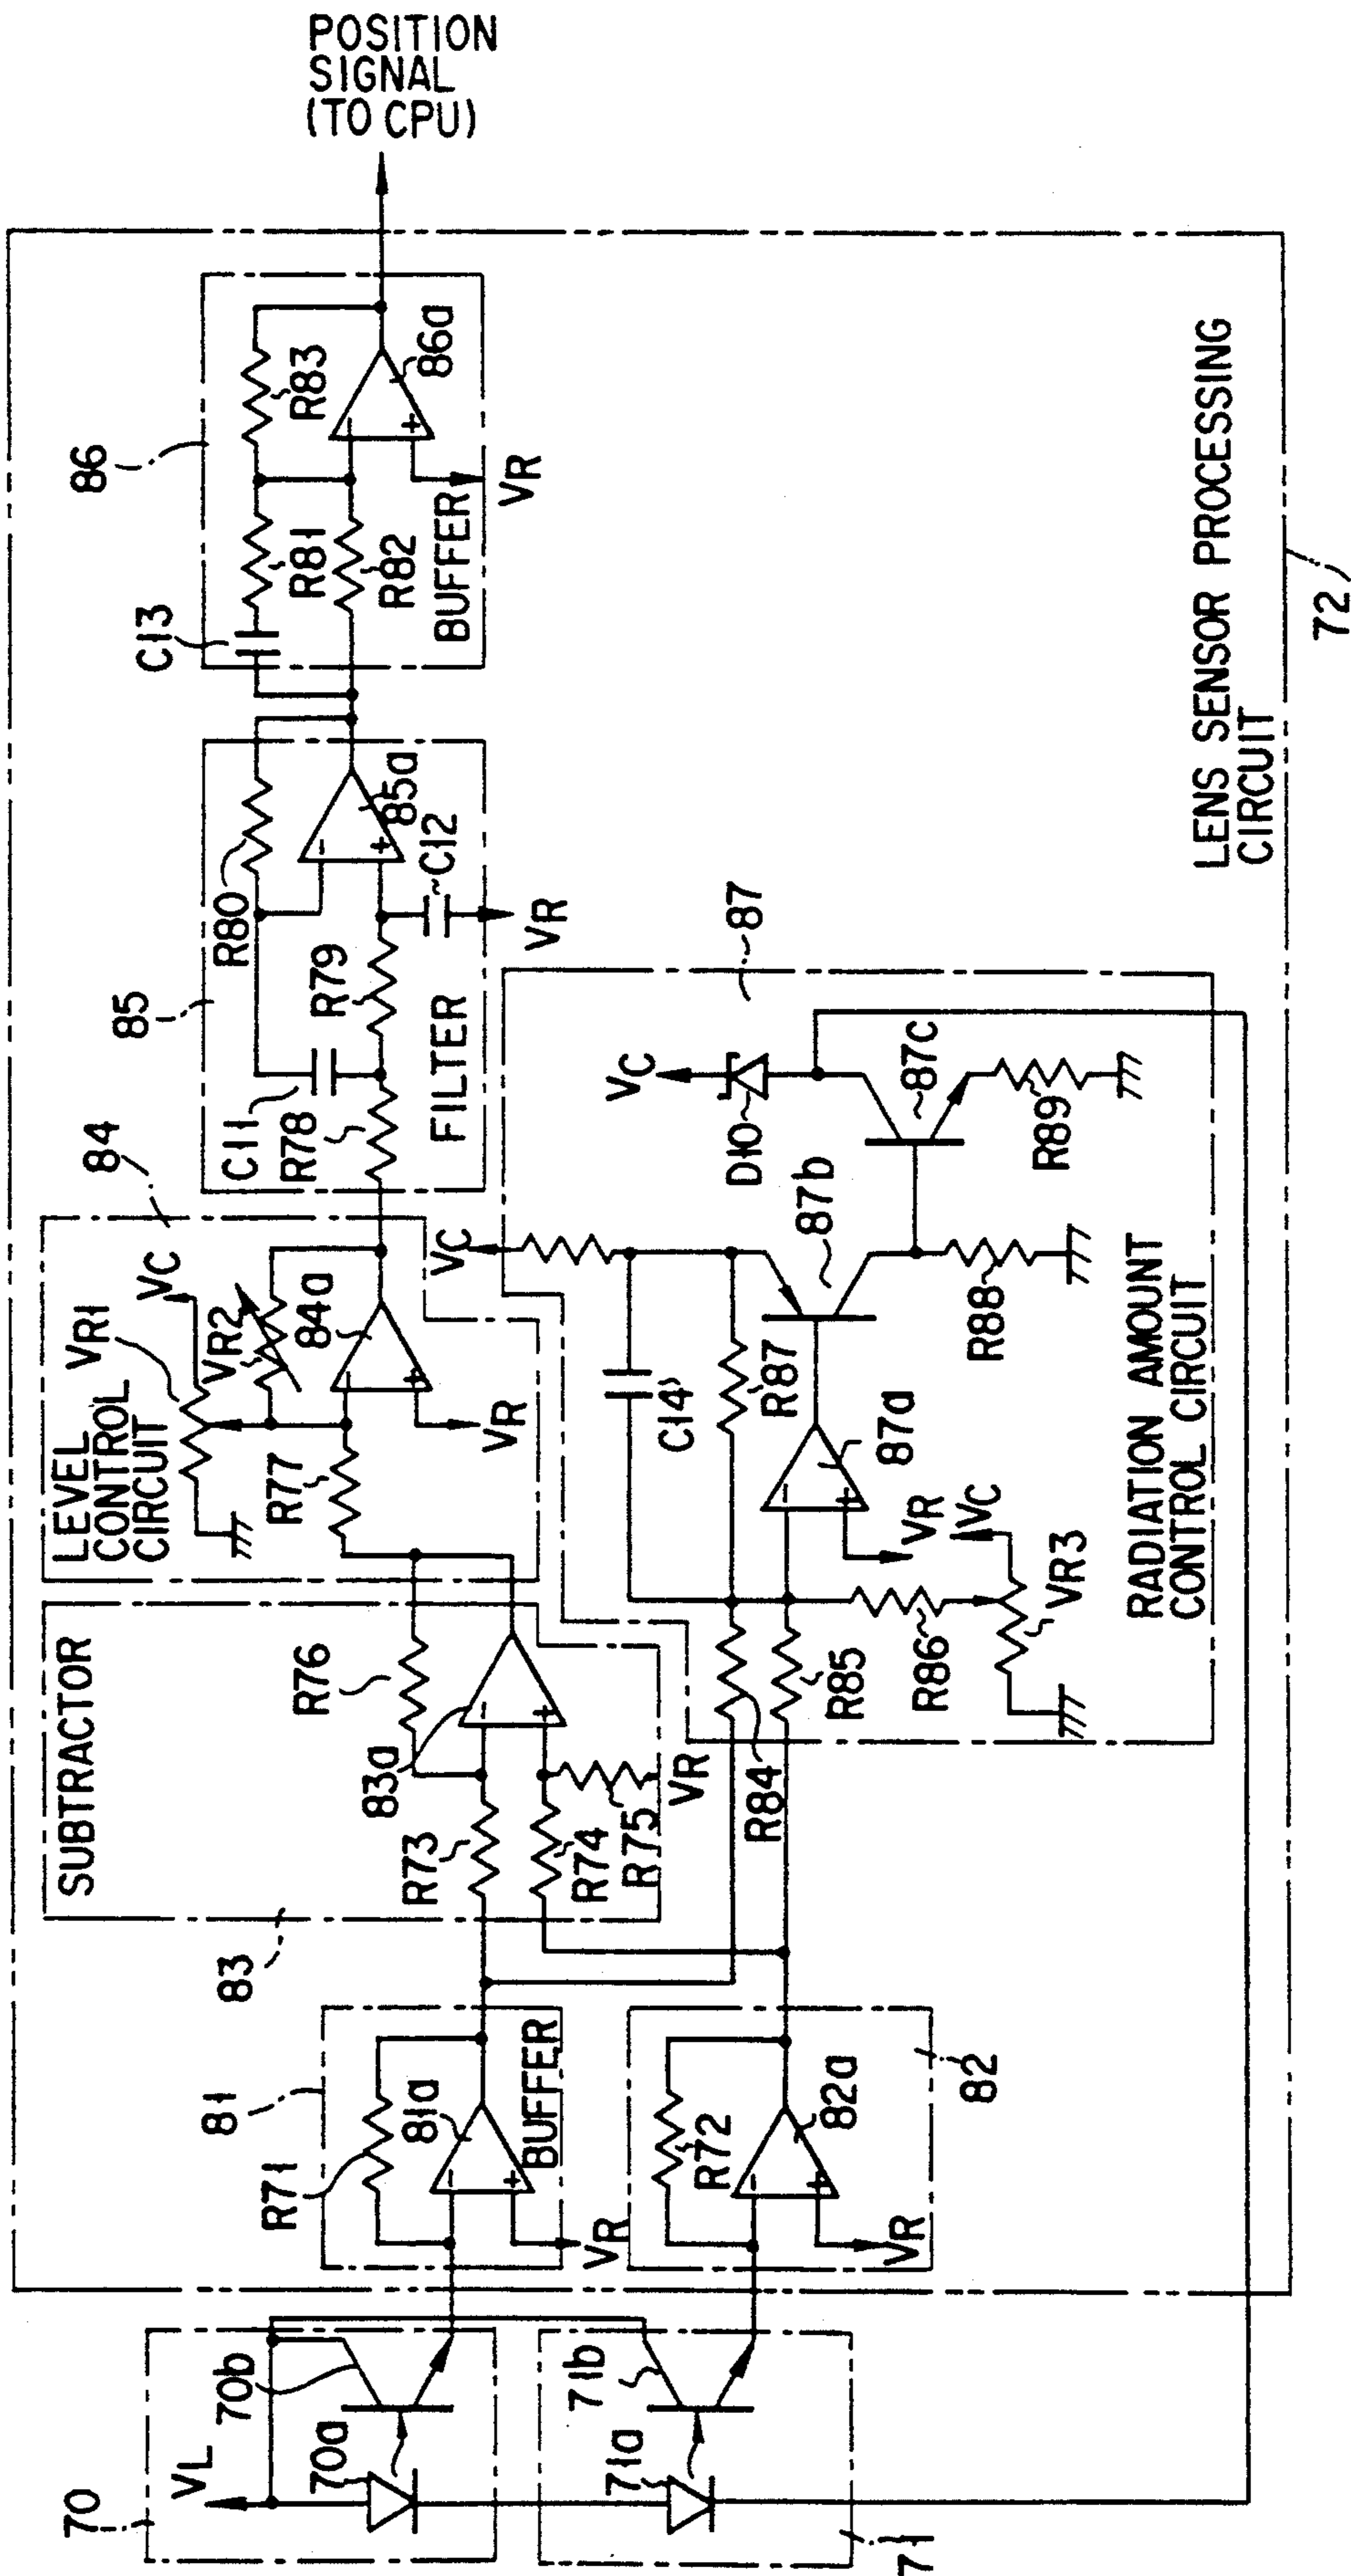 POSITION
SIGNAL
(TO CPU)
86
R83
86a
C13
R81
R82
BUFFER
VR
85
R80
85a
C12
VR
C11
R78
R79
FILTER
84
VC
VR1
VR2
84a
VR
LEVEL
CONTROL
CIRCUIT
R77
SUBTRACTOR
R76
83a
R73
R74
R75
VR
83
87
VC
D10
87c
R89
VC
87b
R88
C14
R87
87a
VR
VC
VR3
R84
R85
R86
RADIATION AMOUNT
CONTROL CIRCUIT
LENS SENSOR PROCESSING
CIRCUIT
72
81
R71
81a
BUFFER
VR
R72
82a
82
VR
70
VL
70a
70b
71a
71b
71